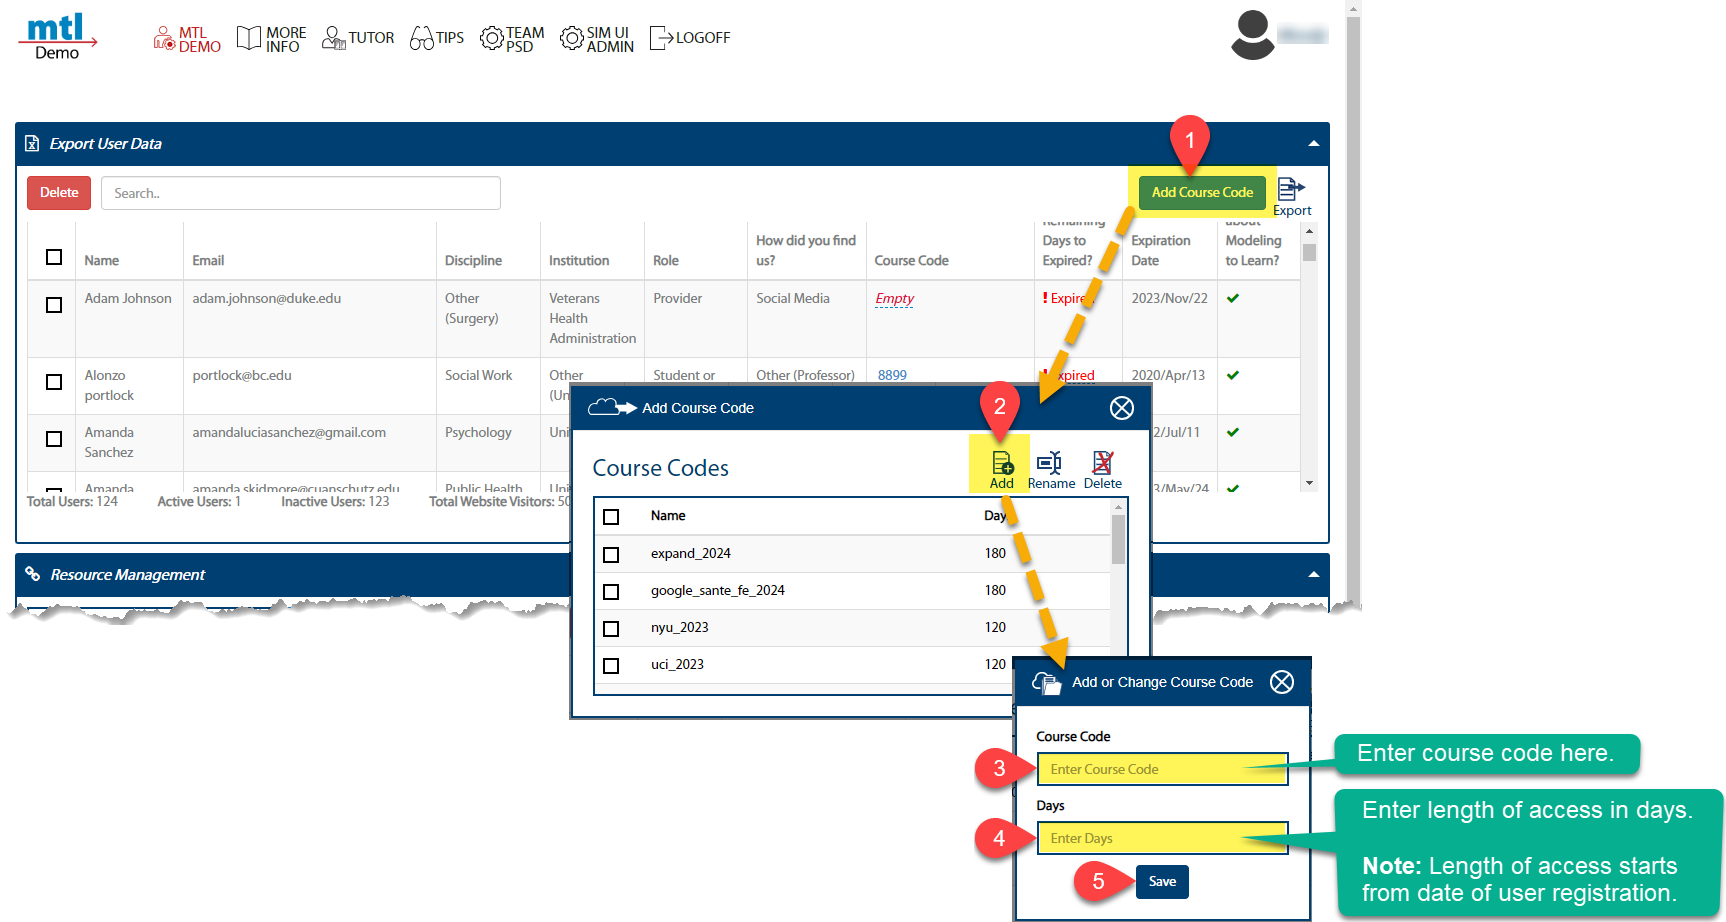 mtl
Demo
MTL
DEMO
MORE
INFO
TUTOR
TIPS
TEAM
PSD
SIM UI
ADMIN
LOGOFF
Export User Data
1
Delete
Search..
Add Course Code
Export
Name
Email
Discipline
Institution
Role
How did you find
us?
Course Code
Remaining
Days to
Expired?
Expiration
Date
about
Modeling
to Learn?
Adam Johnson
adam.johnson@duke.edu
Other
(Surgery)
Veterans
Health
Administration
Provider
Social Media
Empty
! Expired
2023/Nov/22
Alonzo
portlock
portlock@bc.edu
Social Work
Other
(Un
Student or
Other (Professor)
8899
Expired
2020/Apr/13
Amanda
Sanchez
amandaluciasanchez@gmail.com
Psychology
Uni
2/Jul/11
Amanda
amanda.skidmore@cuanschutz.edu
Public Health
Uni
3/May/24
Total Users: 124
Active Users: 1
Inactive Users: 123
Total Website Visitors: 50
Resource Management
2
Add Course Code
Course Codes
Add
Rename
Delete
Name
Day
expand_2024
180
google_sante_fe_2024
180
nyu_2023
120
uci_2023
120
Add or Change Course Code
Course Code
3
Enter Course Code
Enter course code here.
Days
4
Enter Days
Enter length of access in days.
Note: Length of access starts
from date of user registration.
5
Save